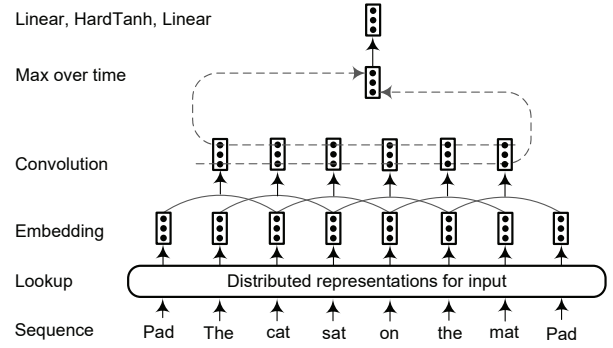 Linear, HardTanh, Linear
Max over time
Convolution
Embedding
Lookup Distributed representations for input
Sequence Pad The cat sat on the mat Pad